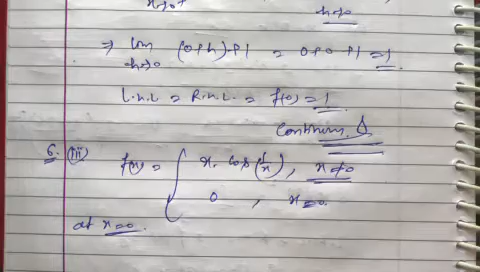 h→0
⇒ lim (0+h)+1 = 0+0+1 = 1.
h→0
L.H.L = R.H.L. = f(0) = 1
Continuous.
6. (iii) f(x) = { x. cos(1/x), x≠0
0 , x=0.
at x=0.